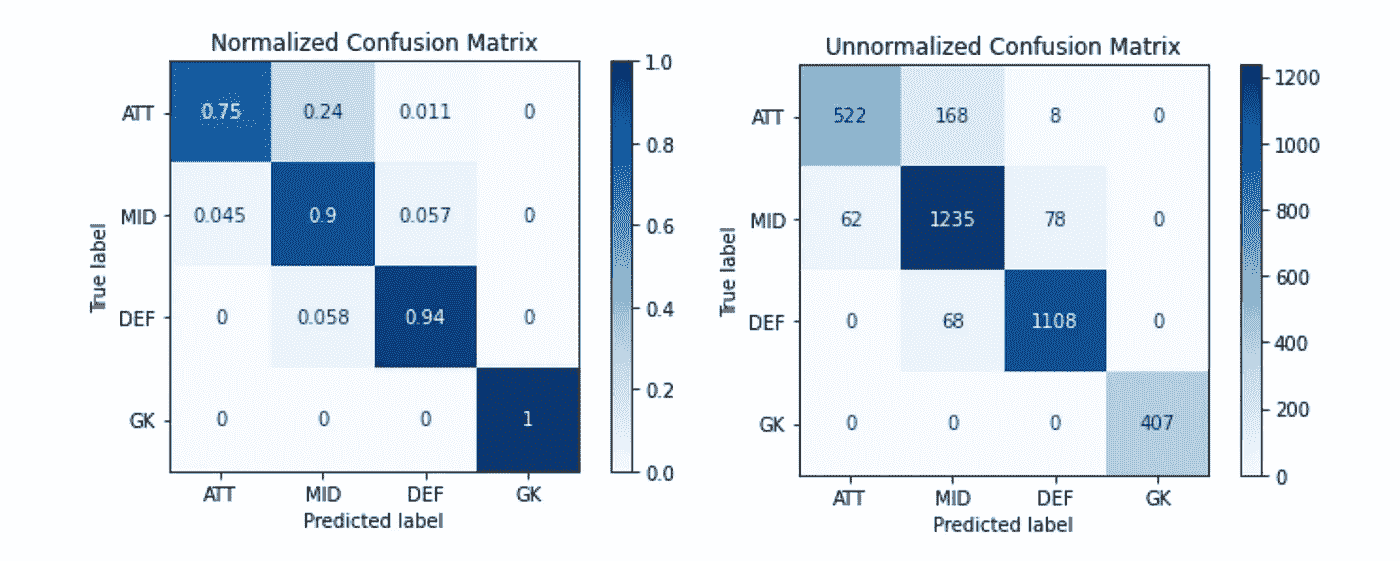 Normalized Confusion Matrix
ATT 0.75 0.24 0.011 0
MID 0.045 0.9 0.057 0
DEF 0 0.058 0.94 0
GK 0 0 0 1
ATT MID DEF GK
Predicted label
True label
1.0
0.8
0.6
0.4
0.2
0.0
Unnormalized Confusion Matrix
ATT 522 168 8 0
MID 62 1235 78 0
DEF 0 68 1108 0
GK 0 0 0 407
ATT MID DEF GK
Predicted label
True label
1200
1000
800
600
400
200
0